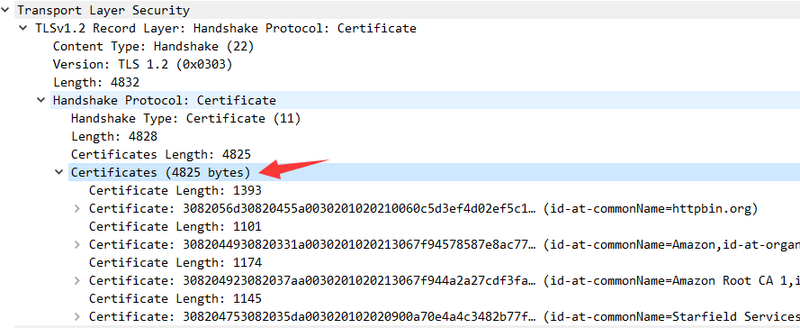 Transport Layer Security
TLSv1.2 Record Layer: Handshake Protocol: Certificate
Content Type: Handshake (22)
Version: TLS 1.2 (0x0303)
Length: 4832
Handshake Protocol: Certificate
Handshake Type: Certificate (11)
Length: 4828
Certificates Length: 4825
Certificates (4825 bytes)
Certificate Length: 1393
Certificate: 3082056d30820455a0030201020210060c5d3ef4d02ef5c1… (id-at-commonName=httpbin.org)
Certificate Length: 1101
Certificate: 3082044930820331a003020102021306​7f94578587e8ac77… (id-at-commonName=Amazon,id-at-organ
Certificate Length: 1174
Certificate: 308204923082037aa0030201020213067f944a2a27cdf3fa… (id-at-commonName=Amazon Root CA 1,i
Certificate Length: 1145
Certificate: 308204753082035da003020102020900a70e4a4c3482b77f… (id-at-commonName=Starfield Services